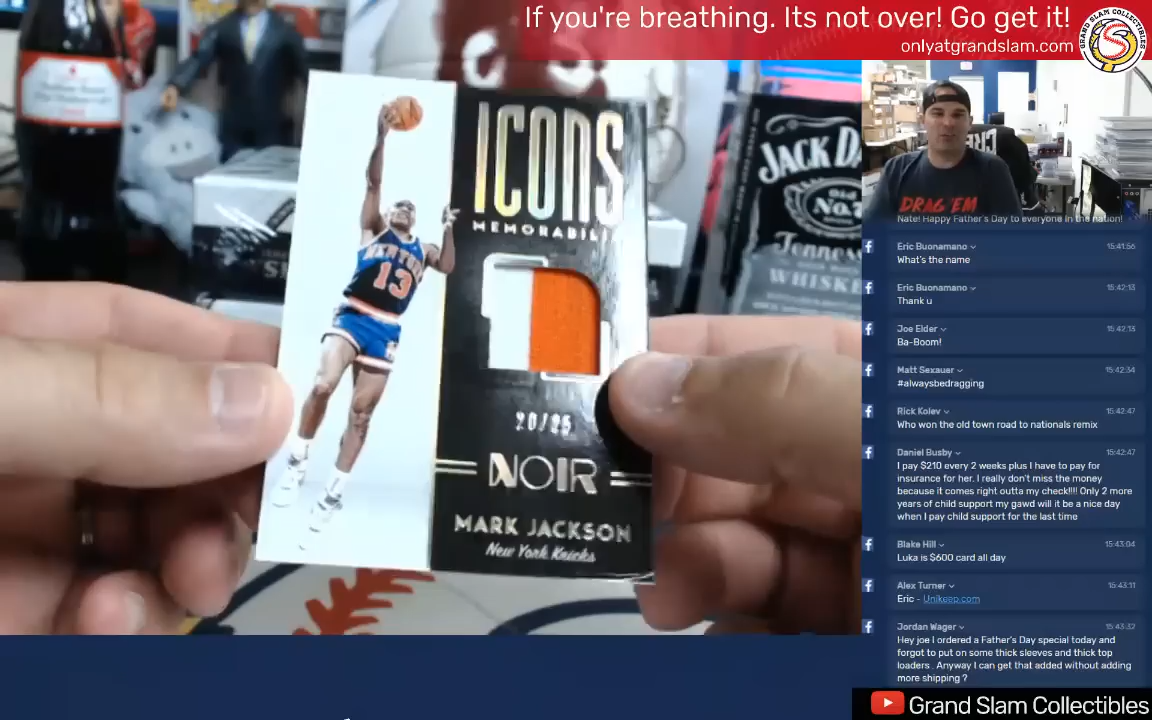 If you're breathing. Its not over! Go get it!
onlyatgrandslam.com
GRAND SLAM COLLECTIBLES
ICONS
MEMORABILI
NEW YORK
13
20/25
NOIR
MARK JACKSON
New York Knicks
JACK DA
Old
No.7
Tennes
WHISKE
DRAG 'EM
Nate! Happy Father's Day to everyone in the nation!
Eric Buonamano 15:41:56
What's the name
Eric Buonamano 15:42:13
Thank u
Joe Elder 15:42:13
Ba-Boom!
Matt Sexauer 15:42:34
#alwaysbedragging
Rick Kolev 15:42:47
Who won the old town road to nationals remix
Daniel Busby 15:42:47
I pay $210 every 2 weeks plus I have to pay for
insurance for her. I really don't miss the money
because it comes right outta my check!!!! Only 2 more
years of child support my gawd will it be a nice day
when I pay child support for the last time
Blake Hill 15:43:04
Luka is $600 card all day
Alex Turner 15:43:11
Eric - Unikeep.com
Jordan Wager 15:43:32
Hey joe I ordered a Father's Day special today and
forgot to put on some thick sleeves and thick top
loaders . Anyway I can get that added without adding
more shipping ?
Grand Slam Collectibles